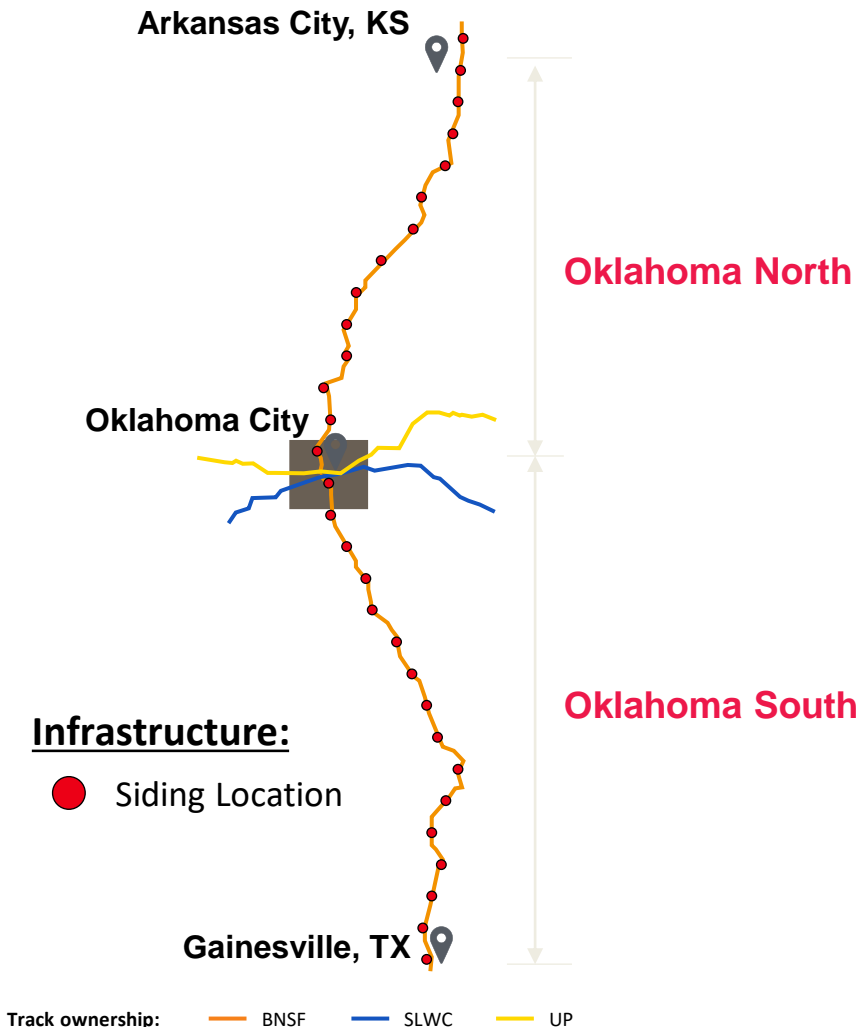 Arkansas City, KS
Oklahoma North
Oklahoma City
Oklahoma South
Infrastructure:
Siding Location
Gainesville, TX
Track ownership: BNSF SLWC UP